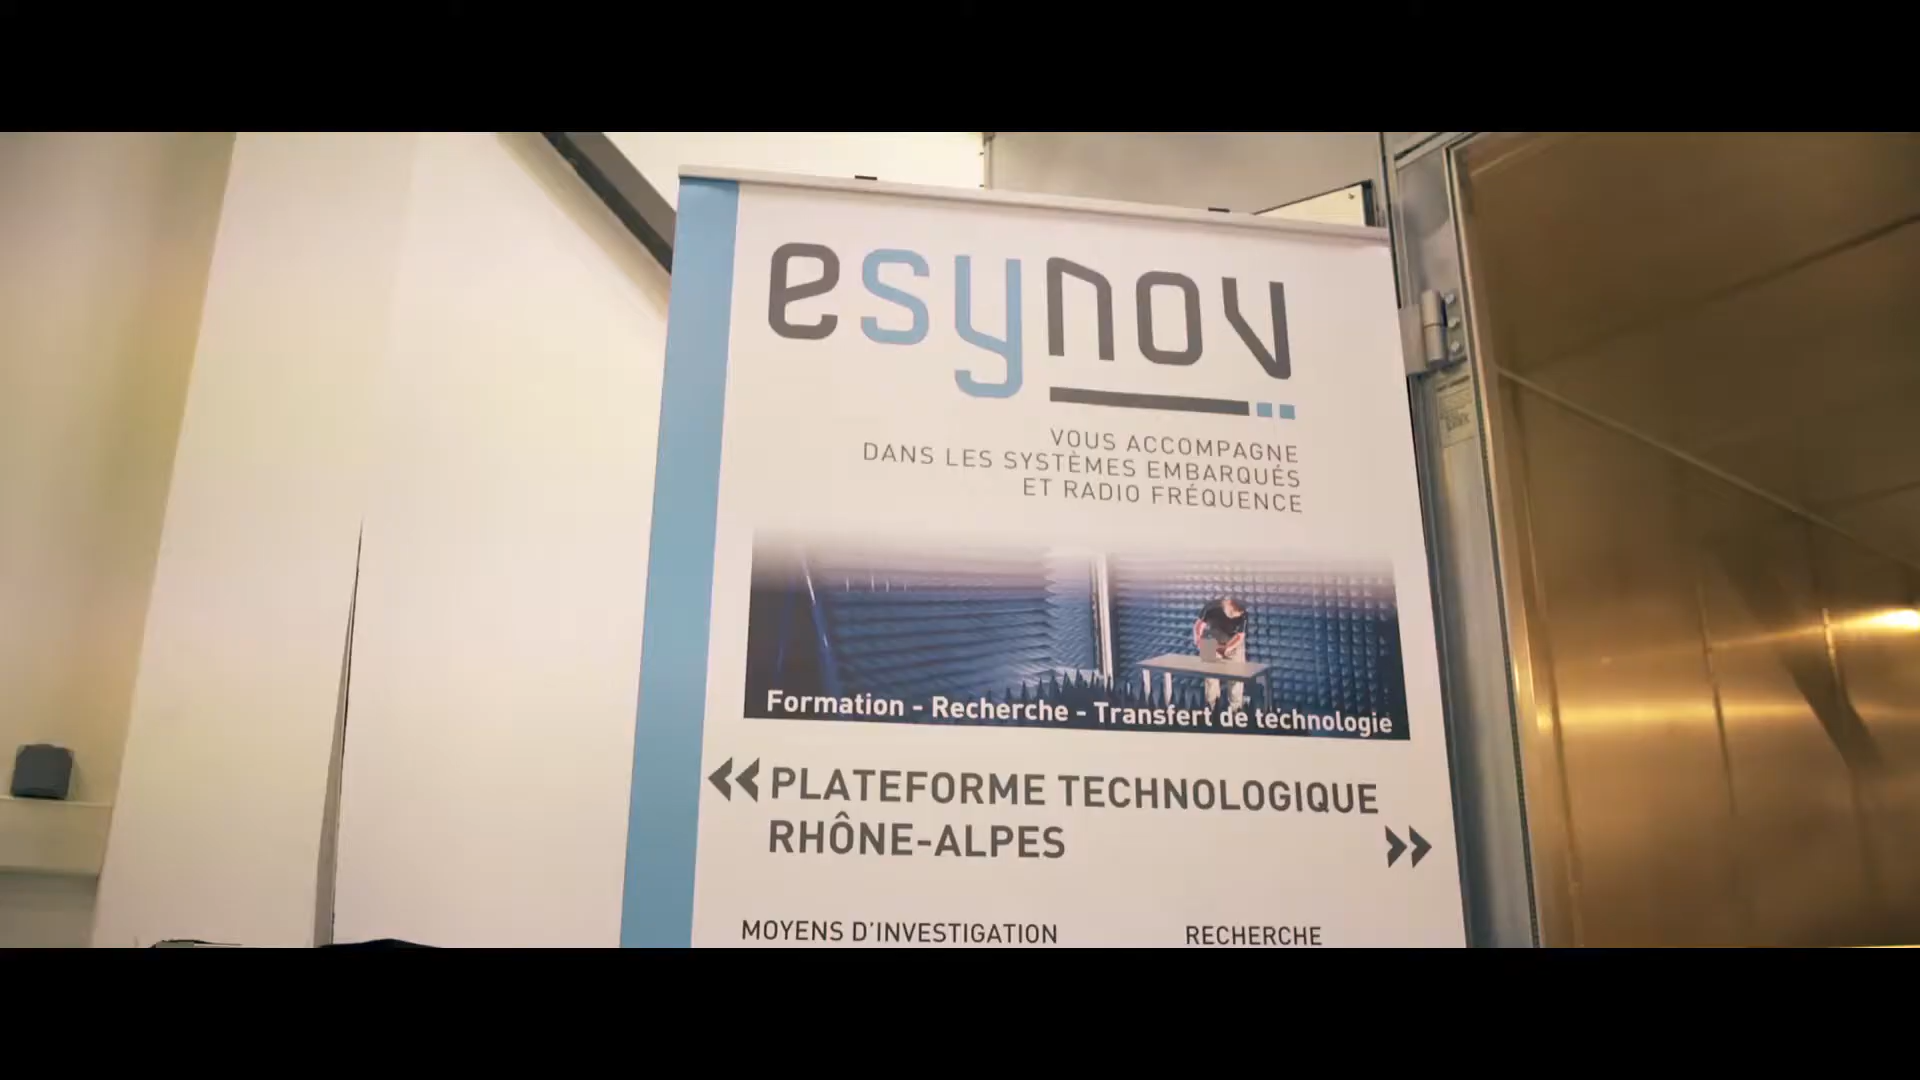 esynov
VOUS ACCOMPAGNE
DANS LES SYSTÈMES EMBARQUÉS
ET RADIO FRÉQUENCE
Formation - Recherche - Transfert de technologie
« PLATEFORME TECHNOLOGIQUE
RHÔNE-ALPES »
MOYENS D'INVESTIGATION
RECHERCHE